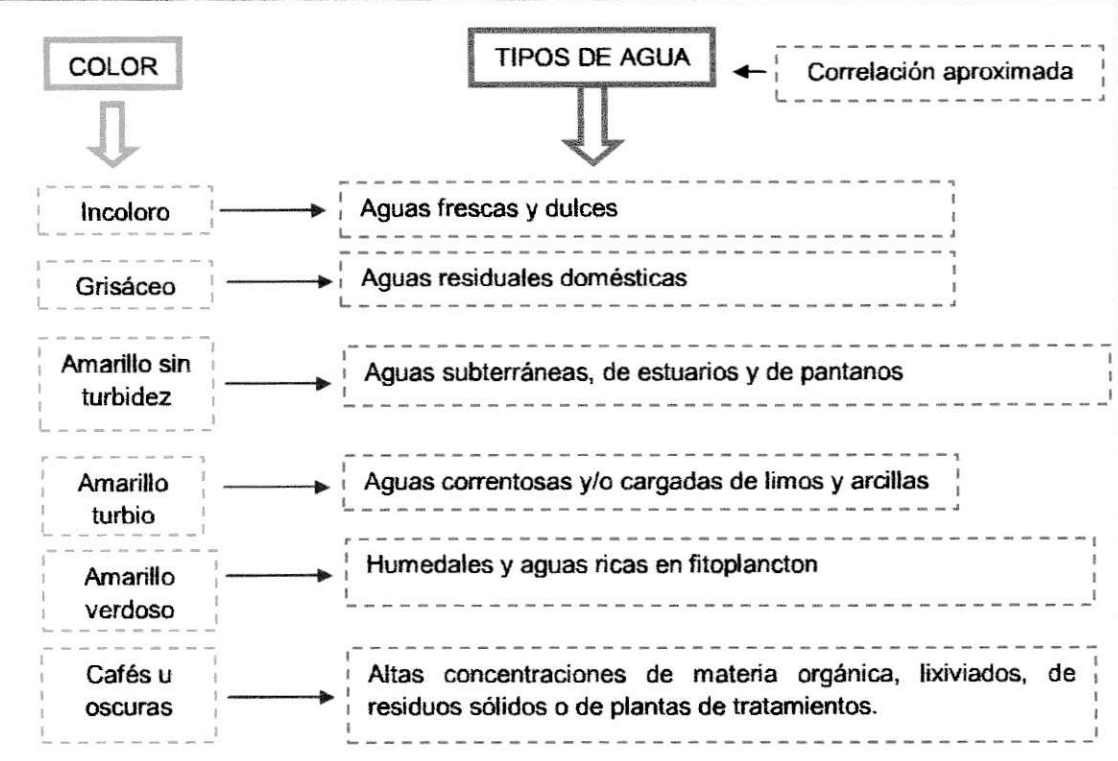 COLOR
TIPOS DE AGUA
Correlación aproximada
Incoloro
Aguas frescas y dulces
Grisáceo
Aguas residuales domésticas
Amarillo sin
turbidez
Aguas subterráneas, de estuarios y de pantanos
Amarillo
turbio
Aguas correntosas y/o cargadas de limos y arcillas
Amarillo
verdoso
Humedales y aguas ricas en fitoplancton
Cafés u
oscuras
Altas concentraciones de materia orgánica, lixiviados, de
residuos sólidos o de plantas de tratamientos.